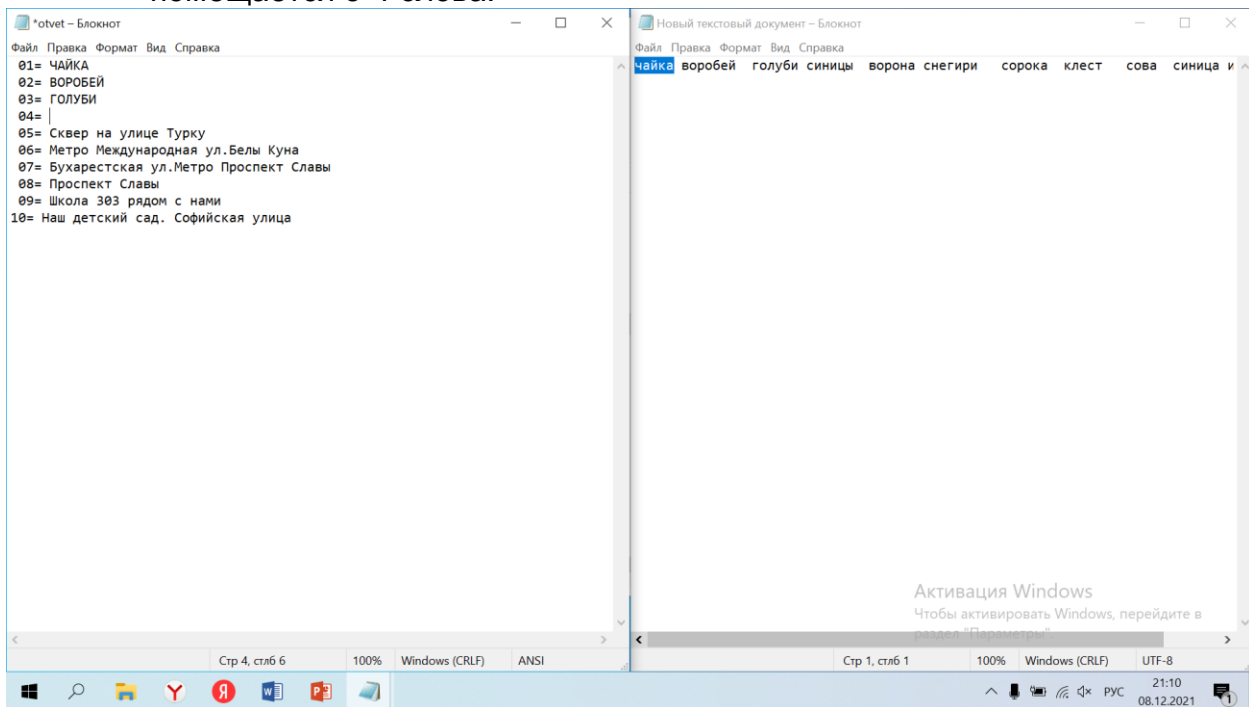 *otvet – Блокнот
Файл Правка Формат Вид Справка
01= ЧАЙКА
02= ВОРОБЕЙ
03= ГОЛУБИ
04=
05= Сквер на улице Турку
06= Метро Международная ул.Белы Куна
07= Бухарестская ул.Метро Проспект Славы
08= Проспект Славы
09= Школа 303 рядом с нами
10= Наш детский сад. Софийская улица
Стр 4, стлб 6 100% Windows (CRLF) ANSI
Новый текстовый документ – Блокнот
Файл Правка Формат Вид Справка
чайка воробей голуби синицы ворона снегири сорока клест сова синица и
Активация Windows
Чтобы активировать Windows, перейдите в
раздел "Параметры".
Стр 1, стлб 1 100% Windows (CRLF) UTF-8
РУС 21:10
08.12.2021
1